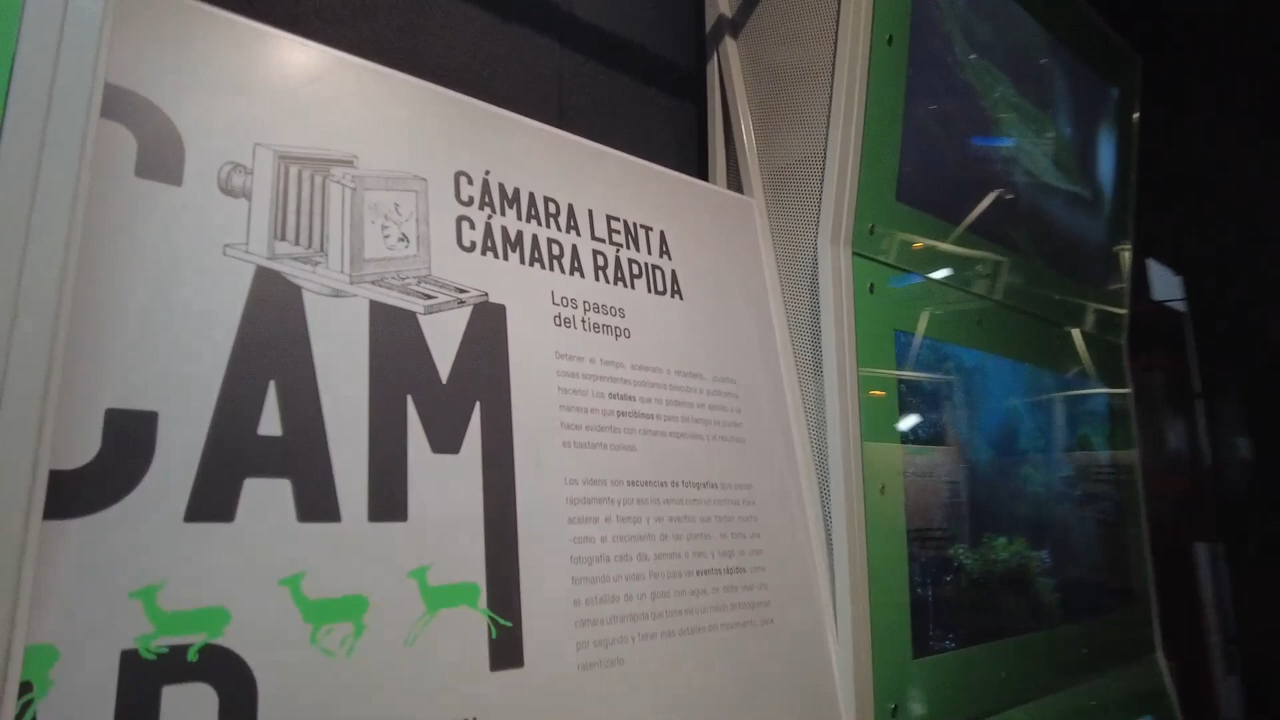 CAM
CÁMARA LENTA
CÁMARA RÁPIDA
Los pasos
del tiempo
Detener el tiempo, acelerarlo o retardarlo,
cosas sorprendentes podríamos descubrir si pudiéramos
hacerlo! Los detalles que no podemos ver a la
manera en que percibimos el paso del tiempo se pueden
hacer evidentes con cámaras especiales, y el resultado
es bastante curioso.
Los videos son secuencias de fotografías que pasan
rápidamente y por eso los vemos como un continuo. Para
acelerar el tiempo y ver eventos que tardan mucho
-como el crecimiento de las plantas- se toma una
fotografía cada día, semana o mes, y luego se unen
formando un video. Pero para ver eventos rápidos, como
el estallido de un globo con agua, se debe usar una
cámara ultrarrápida que tome mil o un millón de fotografías
por segundo y tener más detalles del movimiento, para
ralentizarlo.